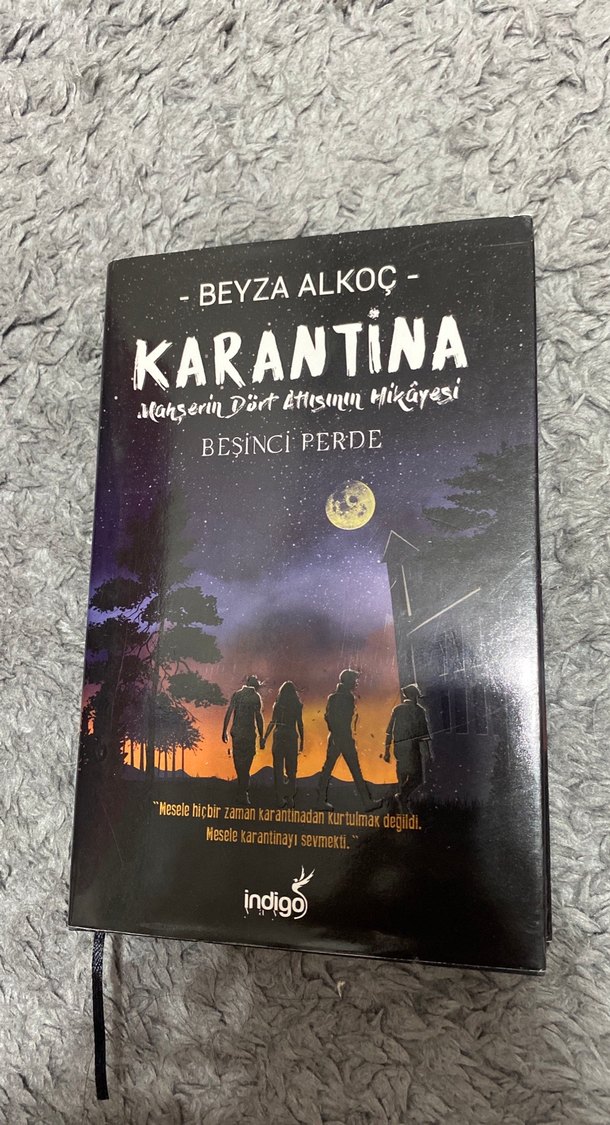 - BEYZA ALKOÇ -
KARANTİNA
Mahşerin Dört Atlısının Hikâyesi
BEŞİNCİ PERDE
"Mesele hiçbir zaman karantinadan kurtulmak değildi.
Mesele karantinayı sevmekti."
indigo